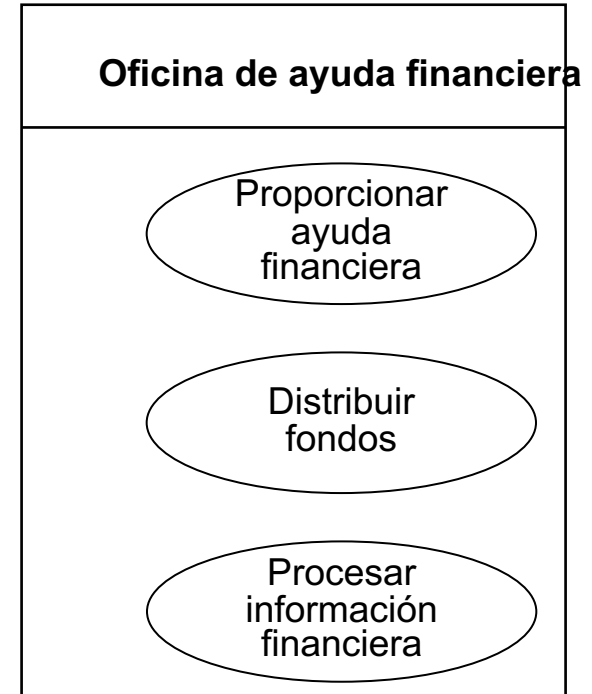 Oficina de ayuda financiera
Proporcionar
ayuda
financiera
Distribuir
fondos
Procesar
información
financiera